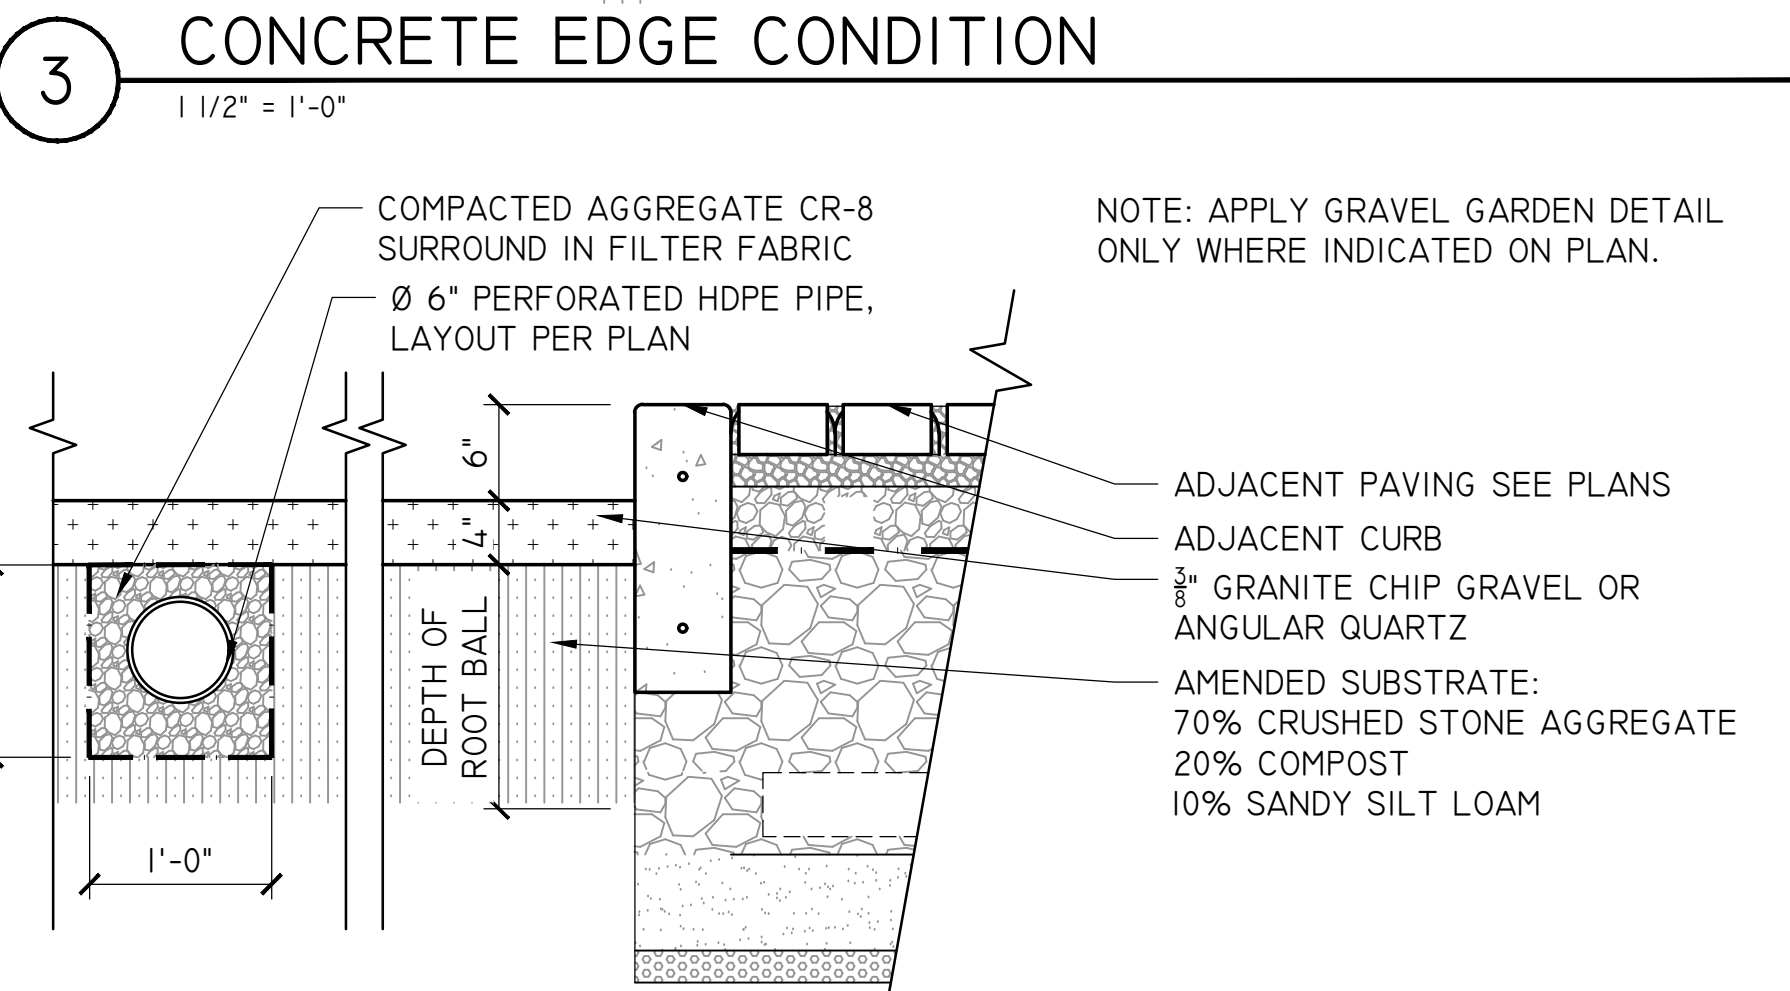 3
CONCRETE EDGE CONDITION
1 1/2" = 1'-0"
COMPACTED AGGREGATE CR-8
SURROUND IN FILTER FABRIC
Ø 6" PERFORATED HDPE PIPE,
LAYOUT PER PLAN
NOTE: APPLY GRAVEL GARDEN DETAIL
ONLY WHERE INDICATED ON PLAN.
6"
4"
DEPTH OF
ROOT BALL
1'-0"
ADJACENT PAVING SEE PLANS
ADJACENT CURB
3/8" GRANITE CHIP GRAVEL OR
ANGULAR QUARTZ
AMENDED SUBSTRATE:
70% CRUSHED STONE AGGREGATE
20% COMPOST
10% SANDY SILT LOAM